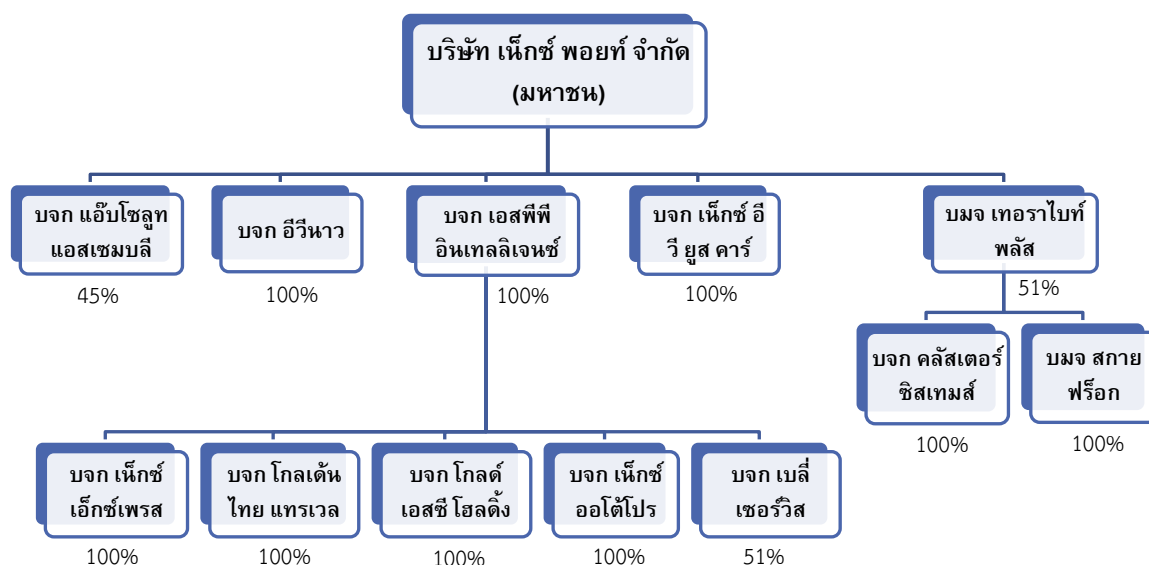 บริษัท เน็กซ์ พอยท์ จำกัด
(มหาชน)
บจก แอ๊บโซลูท
แอสเซมบลี
45%
บจก อีวีนาว
100%
บจก เอสพีพี
อินเทลลิเจนซ์
100%
บจก เน็กซ์ อี
วี ยูส คาร์
100%
บมจ เทอราไบท์
พลัส
51%
บจก คลัสเตอร์
ซิสเทมส์
100%
บมจ สกาย
ฟร็อก
100%
บจก เน็กซ์
เอ็กซ์เพรส
100%
บจก โกลเด้น
ไทย แทรเวล
100%
บจก โกลด์
เอสซี โฮลดิ้ง
100%
บจก เน็กซ์
ออโต้โปร
100%
บจก เบลี่
เซอร์วิส
51%